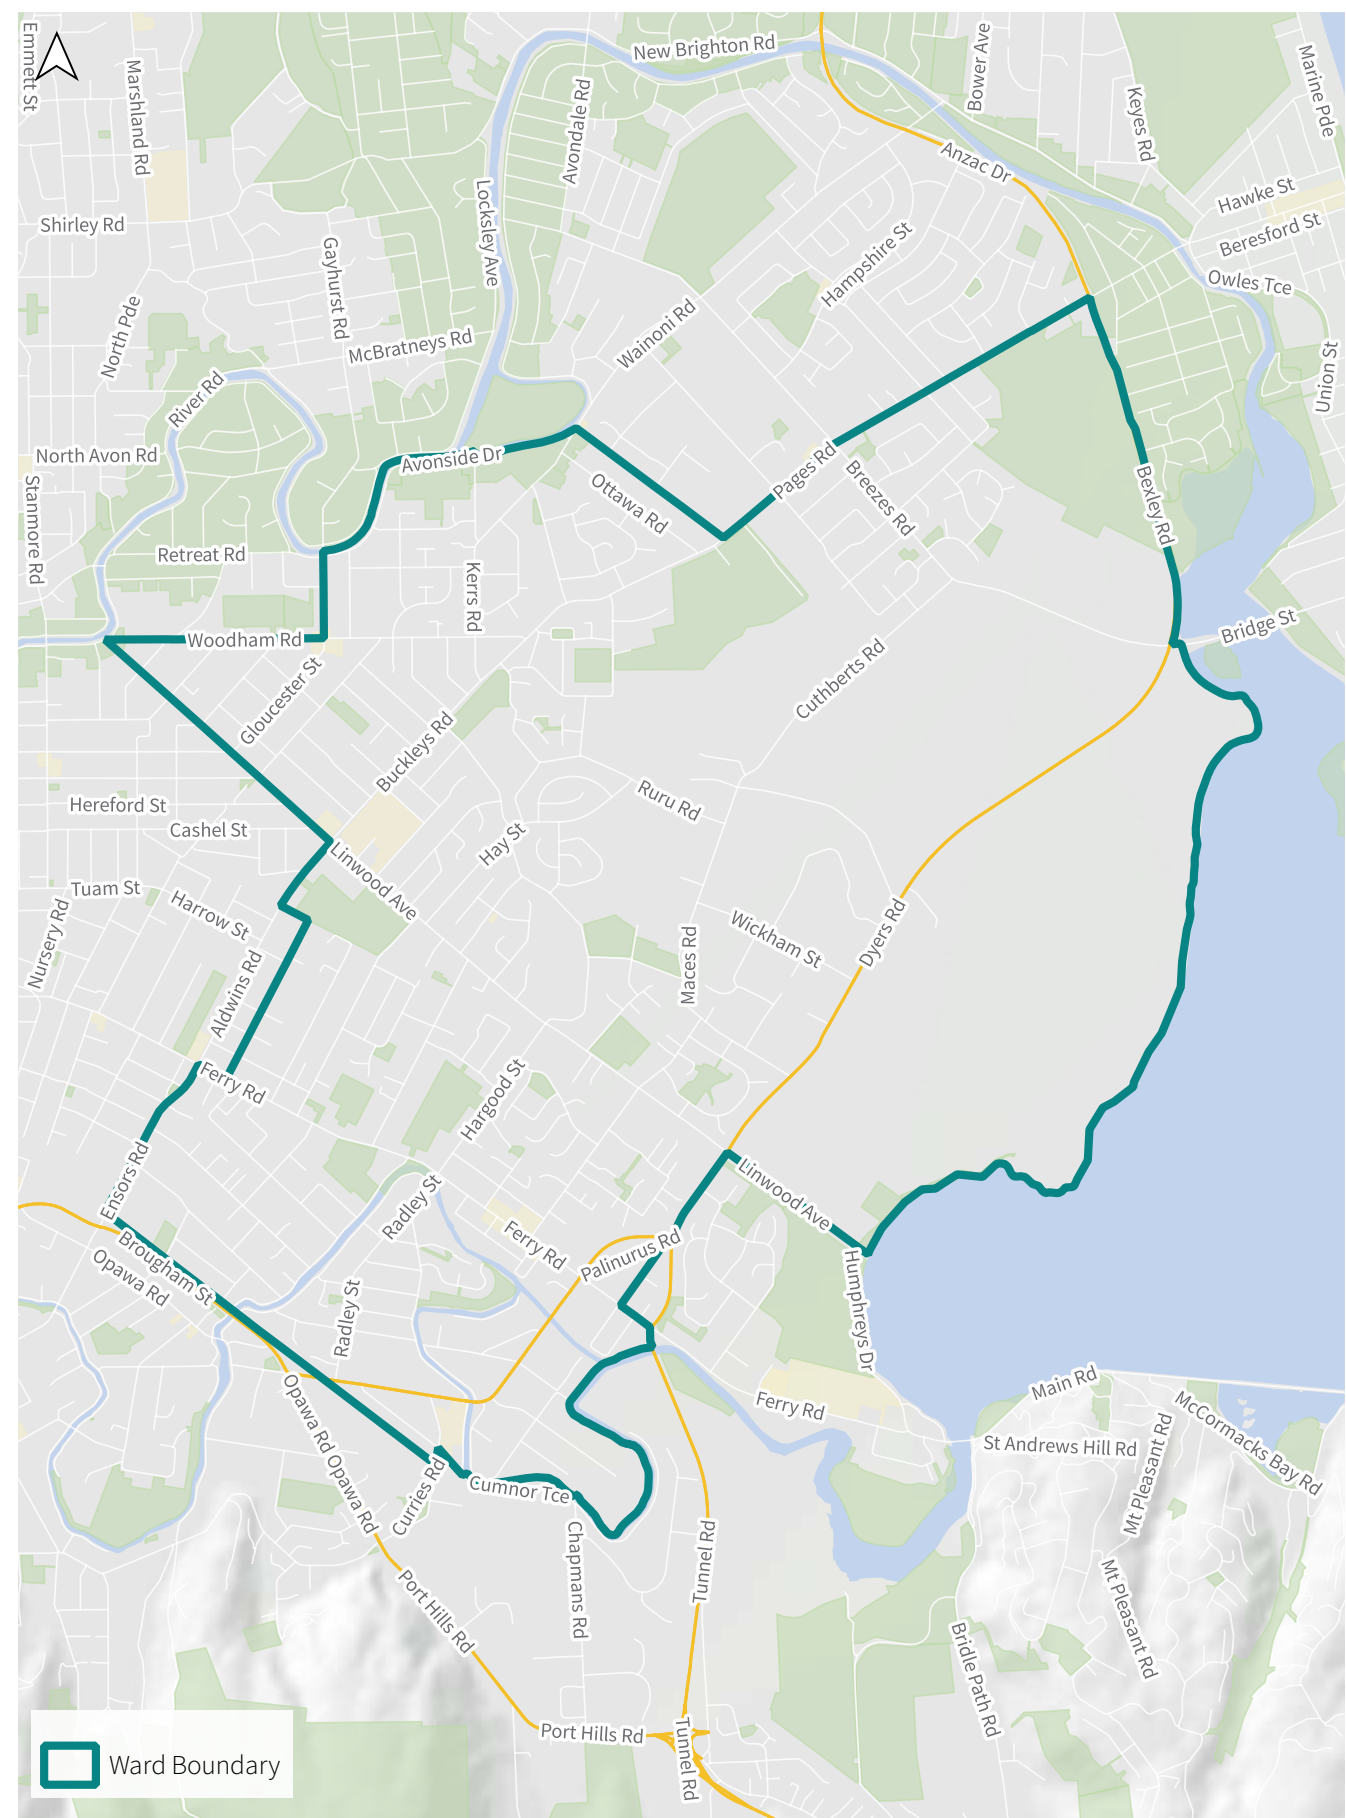 Emmett St
Marshland Rd
New Brighton Rd
Bower Ave
Marine Pde
Keyes Rd
Avondale Rd
Anzac Dr
Hawke St
Shirley Rd
Locksley Ave
Beresford St
Gayhurst Rd
Hampshire St
Owles Tce
North Pde
McBratneys Rd
Wainoni Rd
Union St
River Rd
North Avon Rd
Avonside Dr
Pages Rd
Stanmore Rd
Ottawa Rd
Breezes Rd
Bexley Rd
Retreat Rd
Kerrs Rd
Woodham Rd
Bridge St
Gloucester St
Cuthberts Rd
Buckleys Rd
Hereford St
Ruru Rd
Cashel St
Hay St
Linwood Ave
Tuam St
Harrow St
Nursery Rd
Wickham St
Dyers Rd
Maces Rd
Aldwins Rd
Ferry Rd
Hargood St
Ensors Rd
Linwood Ave
Radley St
Ferry Rd
Palinurus Rd
Brougham St
Opawa Rd
Humphreys Dr
Radley St
Main Rd
Ferry Rd
McCormacks Bay Rd
Opawa Rd
Opawa Rd
St Andrews Hill Rd
Mt Pleasant Rd
Curries Rd
Cumnor Tce
Chapmans Rd
Tunnel Rd
Port Hills Rd
Mt Pleasant Rd
Bridle Path Rd
Port Hills Rd
Tunnel Rd
Ward Boundary